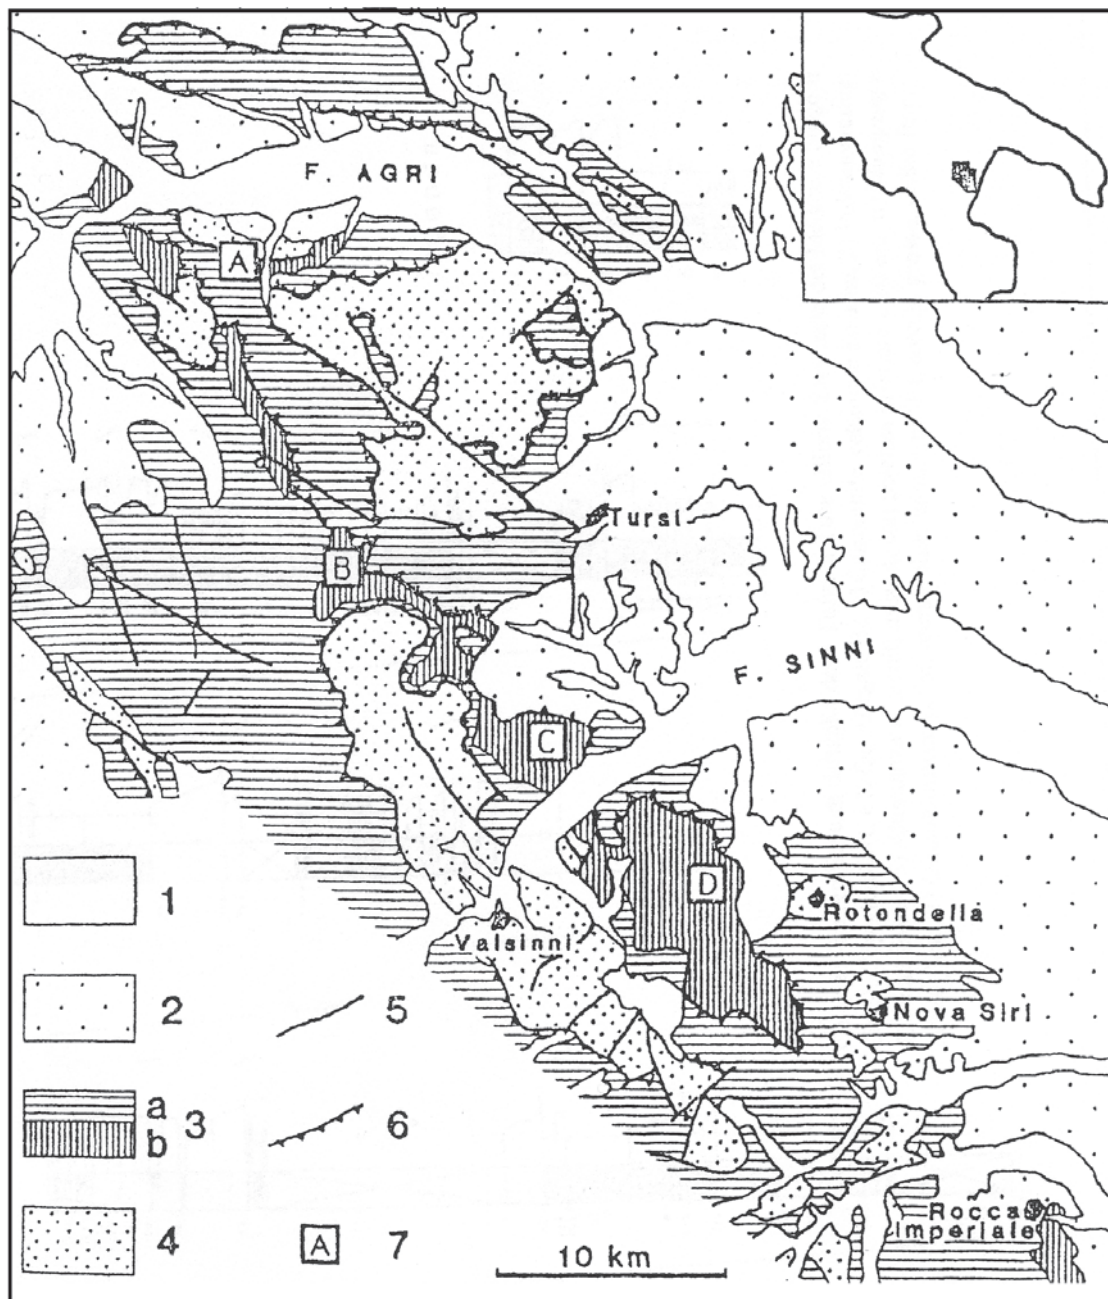 F. AGRI
A
Tursi
B
F. SINNI
C
D
Rotondella
Valsinni
Nova Siri
Rocca
Imperiale
1
2
a
b
3
4
5
6
A
7
10 km